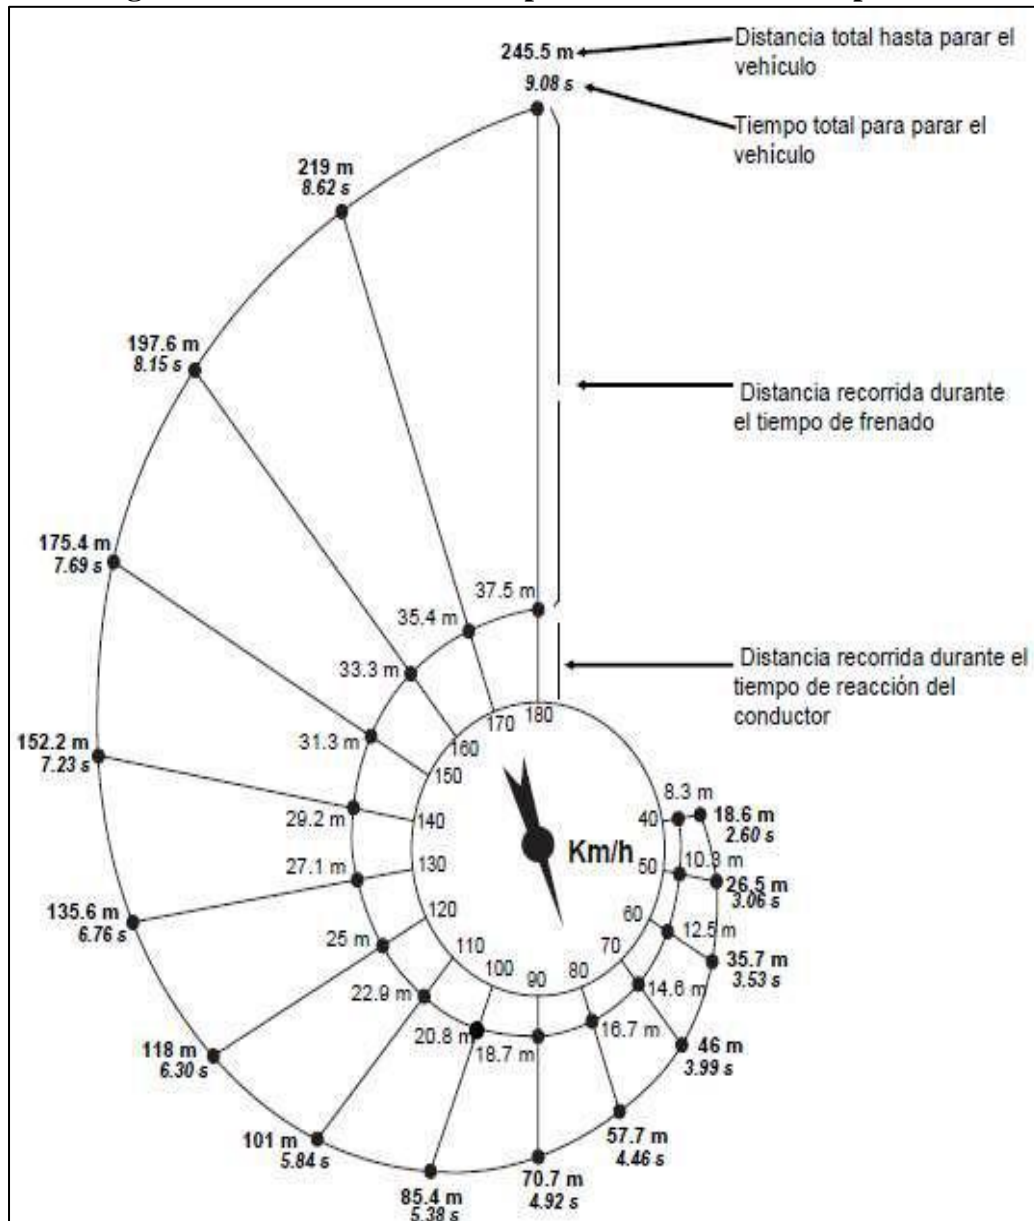 245.5 m
9.08 s
Distancia total hasta parar el
vehículo
Tiempo total para parar el
vehículo
219 m
8.62 s
197.6 m
8.15 s
Distancia recorrida durante
el tiempo de frenado
175.4 m
7.69 s
37.5 m
35.4 m
33.3 m
31.3 m
Distancia recorrida durante el
tiempo de reacción del
conductor
180
170
160
150
152.2 m
7.23 s
29.2 m
140
8.3 m
18.6 m
2.60 s
40
Km/h
27.1 m
130
50
10.3 m
26.5 m
3.06 s
135.6 m
6.76 s
25 m
120
60
12.5 m
35.7 m
3.53 s
110
100
90
80
70
22.9 m
20.8 m
18.7 m
16.7 m
14.6 m
118 m
6.30 s
46 m
3.99 s
101 m
5.84 s
57.7 m
4.46 s
85.4 m
5.38 s
70.7 m
4.92 s